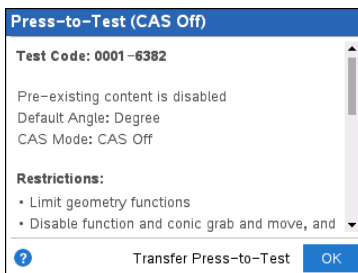 Press-to-Test (CAS Off)
Test Code: 0001-6382
Pre-existing content is disabled
Default Angle: Degree
CAS Mode: CAS Off
Restrictions:
• Limit geometry functions
• Disable function and conic grab and move, and
? Transfer Press-to-Test OK